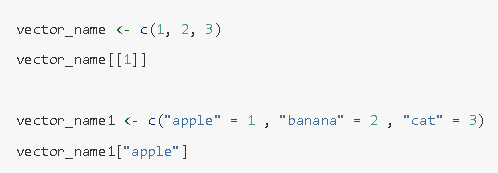 vector_name <- c(1, 2, 3)
vector_name[[1]]
vector_name1 <- c("apple" = 1 , "banana" = 2 , "cat" = 3)
vector_name1["apple"]